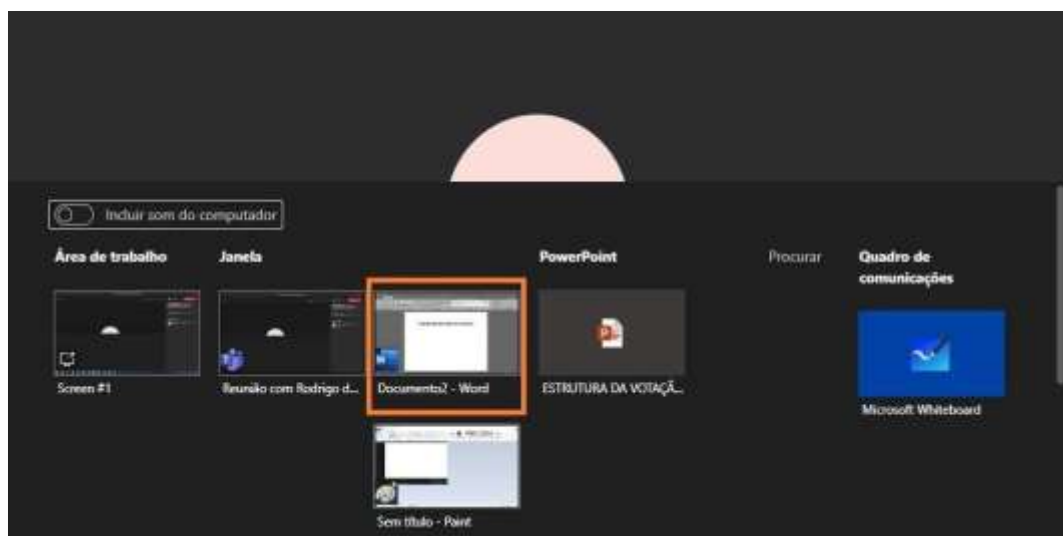 Incluir som do computador
Área de trabalho
Janela
PowerPoint
Procurar
Quadro de
comunicações
Screen #1
Reunião com Rodrigo d...
Documento2 - Word
ESTRUTURA DA VOTAÇÃ...
Microsoft Whiteboard
Sem título - Paint